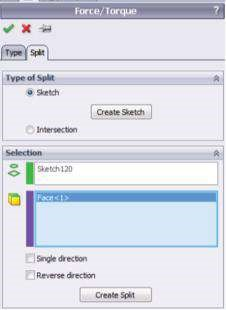 Force/Torque ?
Type Split
Type of Split
Sketch
Create Sketch
Intersection
Selection
Sketch120
Face<1>
Single direction
Reverse direction
Create Split